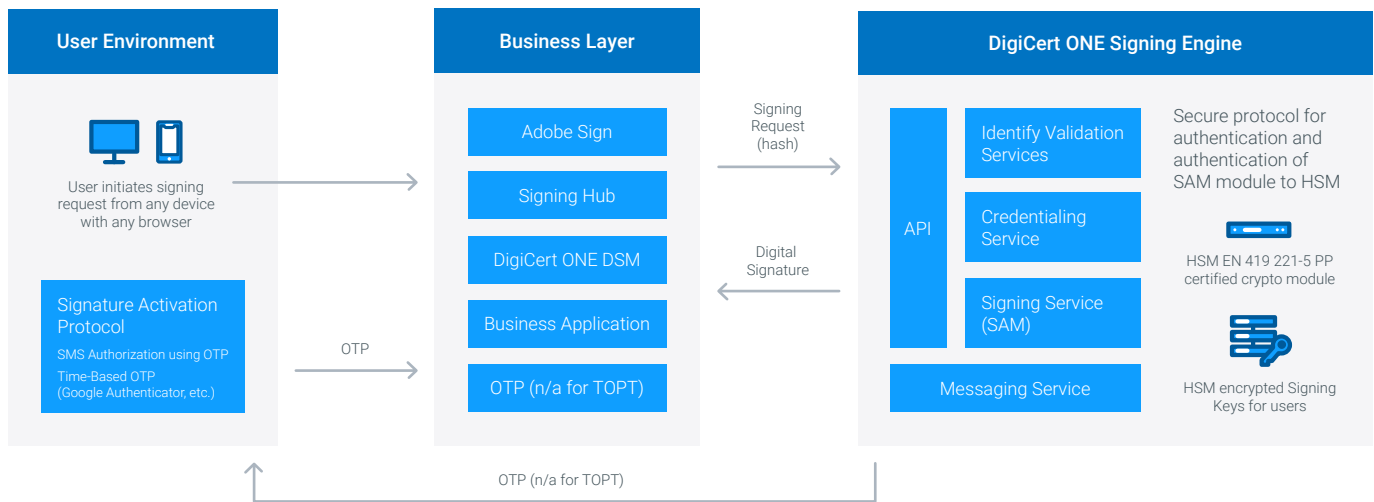 User Environment
User initiates signing
request from any device
with any browser
Signature Activation
Protocol
SMS Authorization using OTP
Time-Based OTP
(Google Authenticator, etc.)
OTP
Business Layer
Adobe Sign
Signing Hub
DigiCert ONE DSM
Business Application
OTP (n/a for TOPT)
Signing
Request
(hash)
Digital
Signature
DigiCert ONE Signing Engine
API
Identify Validation
Services
Credentialing
Service
Signing Service
(SAM)
Messaging Service
Secure protocol for
authentication and
authentication of
SAM module to HSM
HSM EN 419 221-5 PP
certified crypto module
HSM encrypted Signing
Keys for users
OTP (n/a for TOPT)